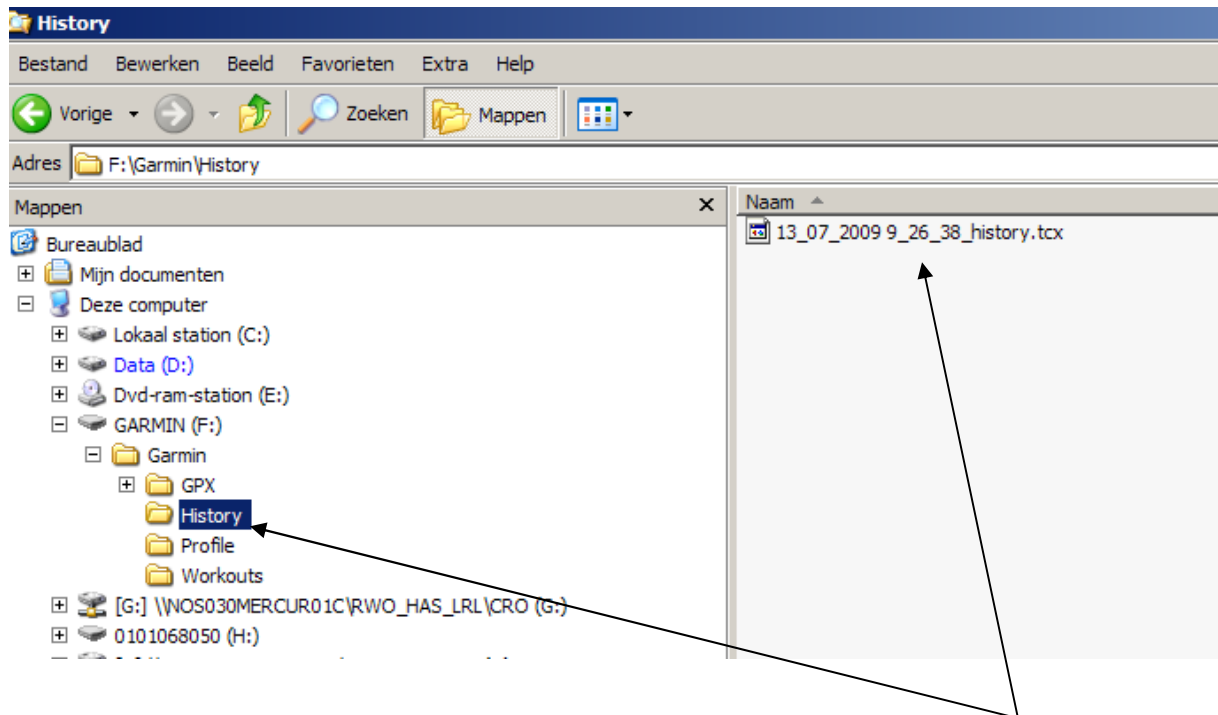 History
Bestand Bewerken Beeld Favorieten Extra Help
Vorige Zoeken Mappen
Adres F:\Garmin\History
Mappen x Naam
Bureaublad 13_07_2009 9_26_38_history.tcx
Mijn documenten
Deze computer
Lokaal station (C:)
Data (D:)
Dvd-ram-station (E:)
GARMIN (F:)
Garmin
GPX
History
Profile
Workouts
[G:] \\NOS030MERCUR01C\RWO_HAS_LRL\CRO (G:)
0101068050 (H:)